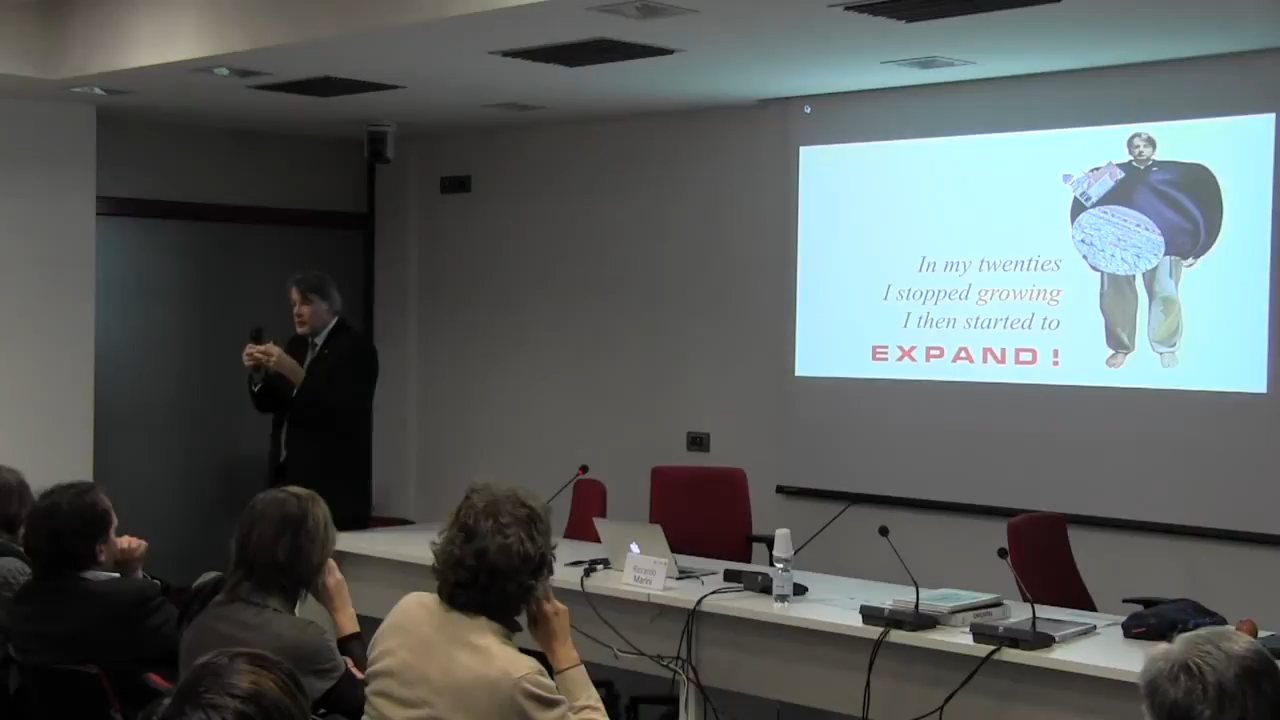 In my twenties
I stopped growing
I then started to
EXPAND!
Riccardo
Marini